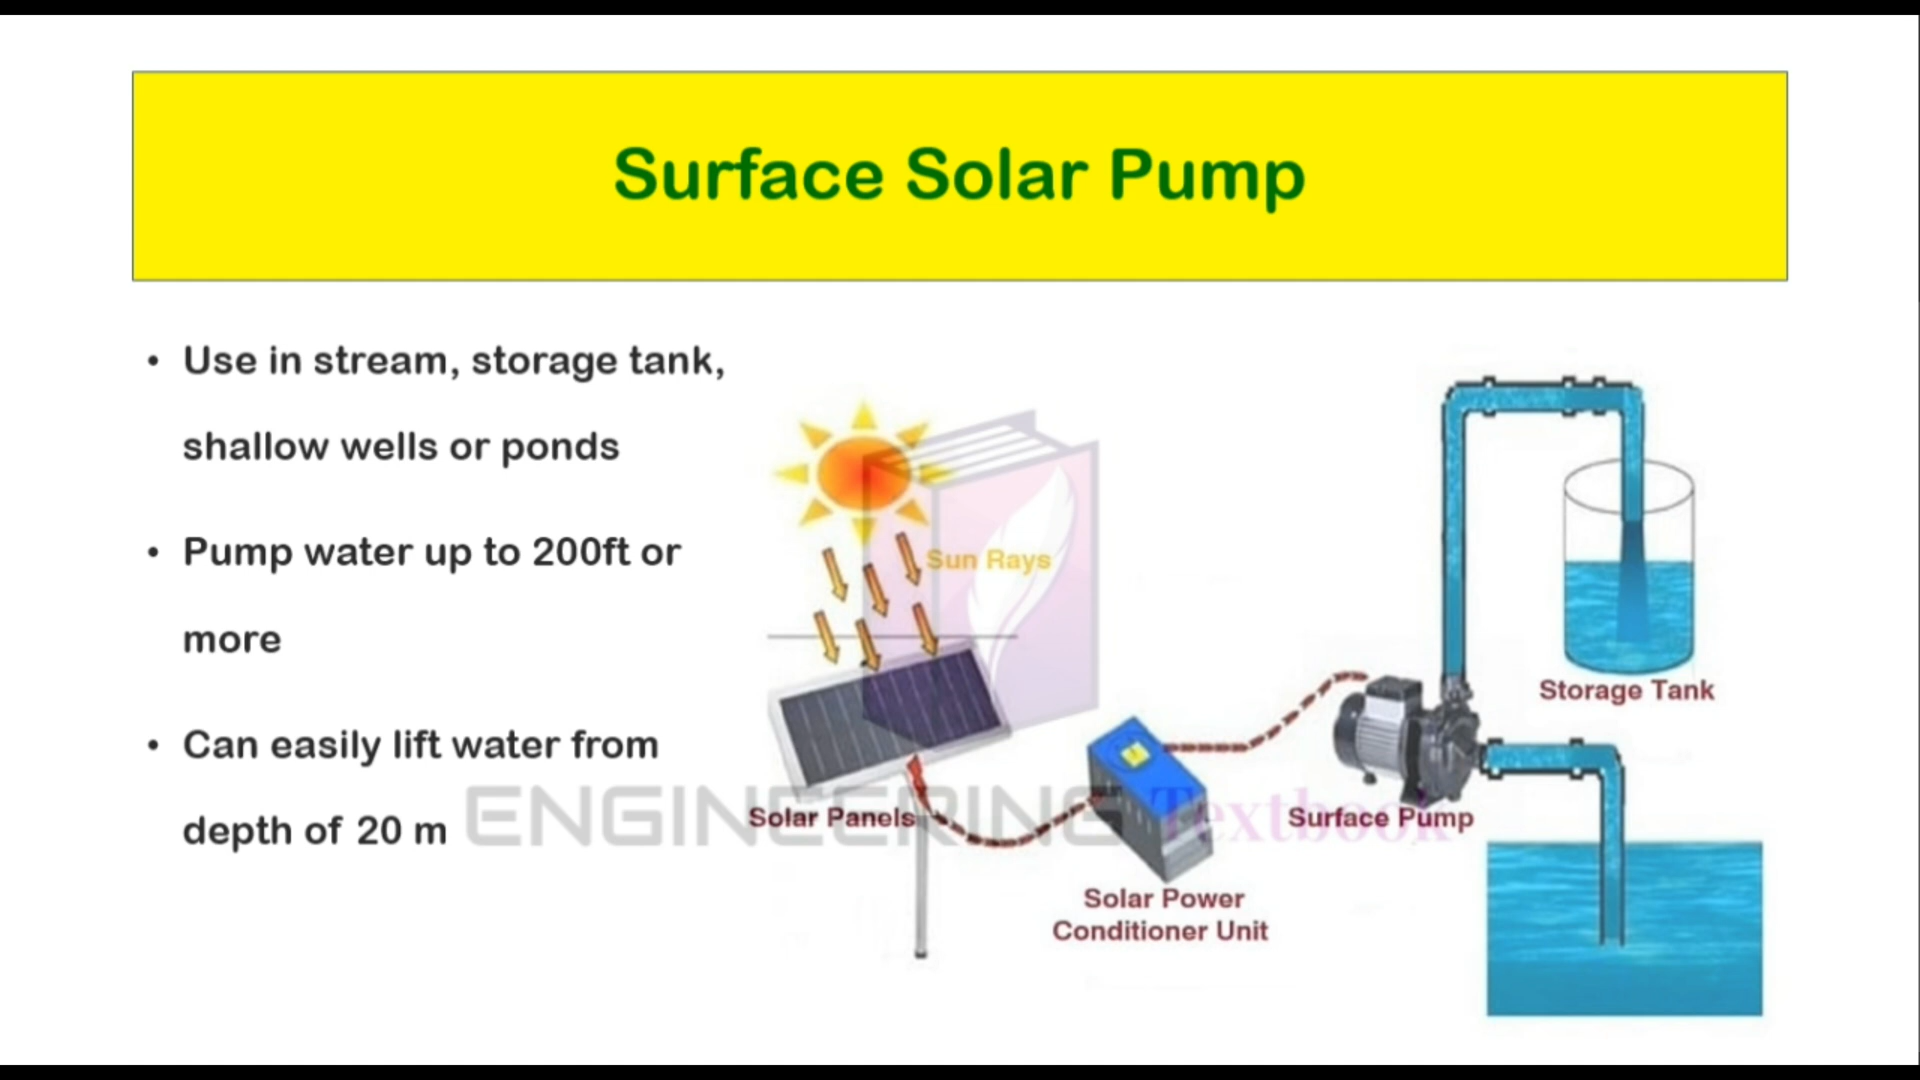 Surface Solar Pump
• Use in stream, storage tank,
shallow wells or ponds
• Pump water up to 200ft or
more
• Can easily lift water from
depth of 20 m
Sun Rays
Solar Panels
Solar Power
Conditioner Unit
Surface Pump
Storage Tank
ENGINEERING Textbook